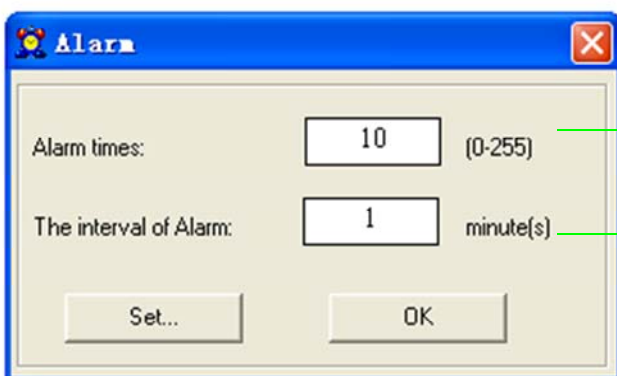 Alarm
Alarm times: 10 (0-255)
The interval of Alarm: 1 minute(s)
Set... OK